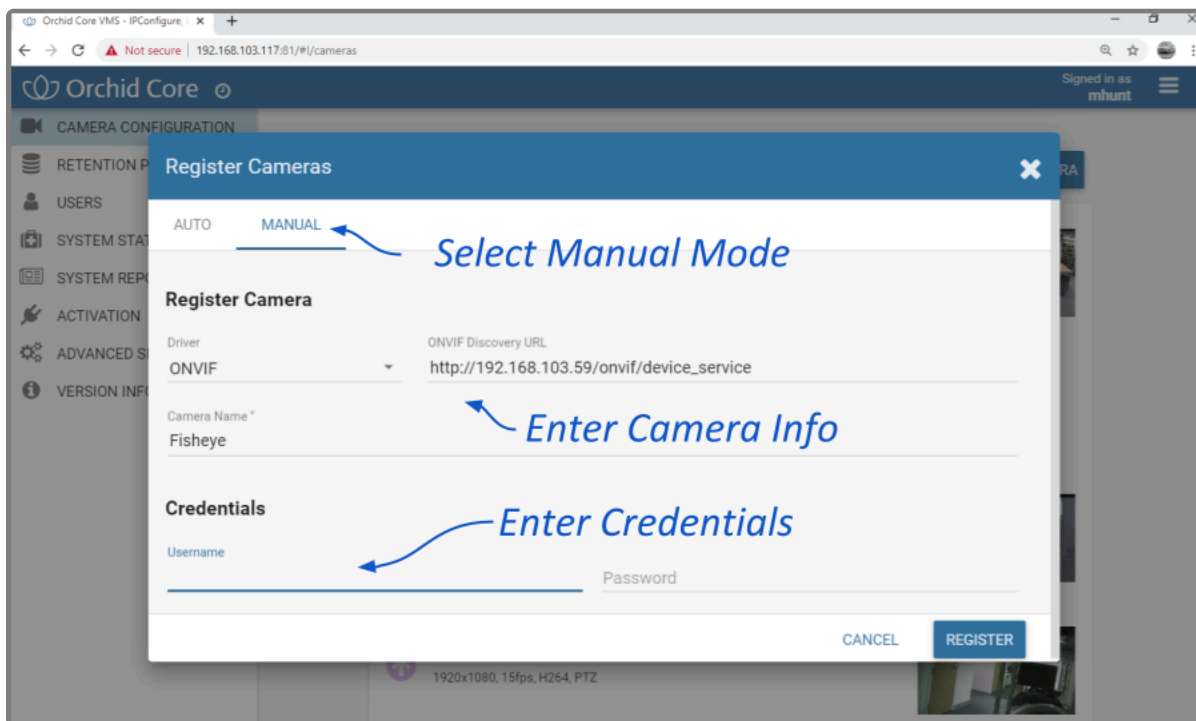 Orchid Core VMS - IPConfigure, I
Not secure | 192.168.103.117:81/#!/cameras
Orchid Core
Signed in as
mhunt
CAMERA CONFIGURATION
RETENTION P
USERS
SYSTEM STAT
SYSTEM REP
ACTIVATION
ADVANCED S
VERSION INF
RA
Register Cameras
AUTO
MANUAL
Select Manual Mode
Register Camera
Driver
ONVIF Discovery URL
ONVIF
http://192.168.103.59/onvif/device_service
Enter Camera Info
Camera Name *
Fisheye
Credentials
Enter Credentials
Username
Password
CANCEL
REGISTER
1920x1080, 15fps, H264, PTZ